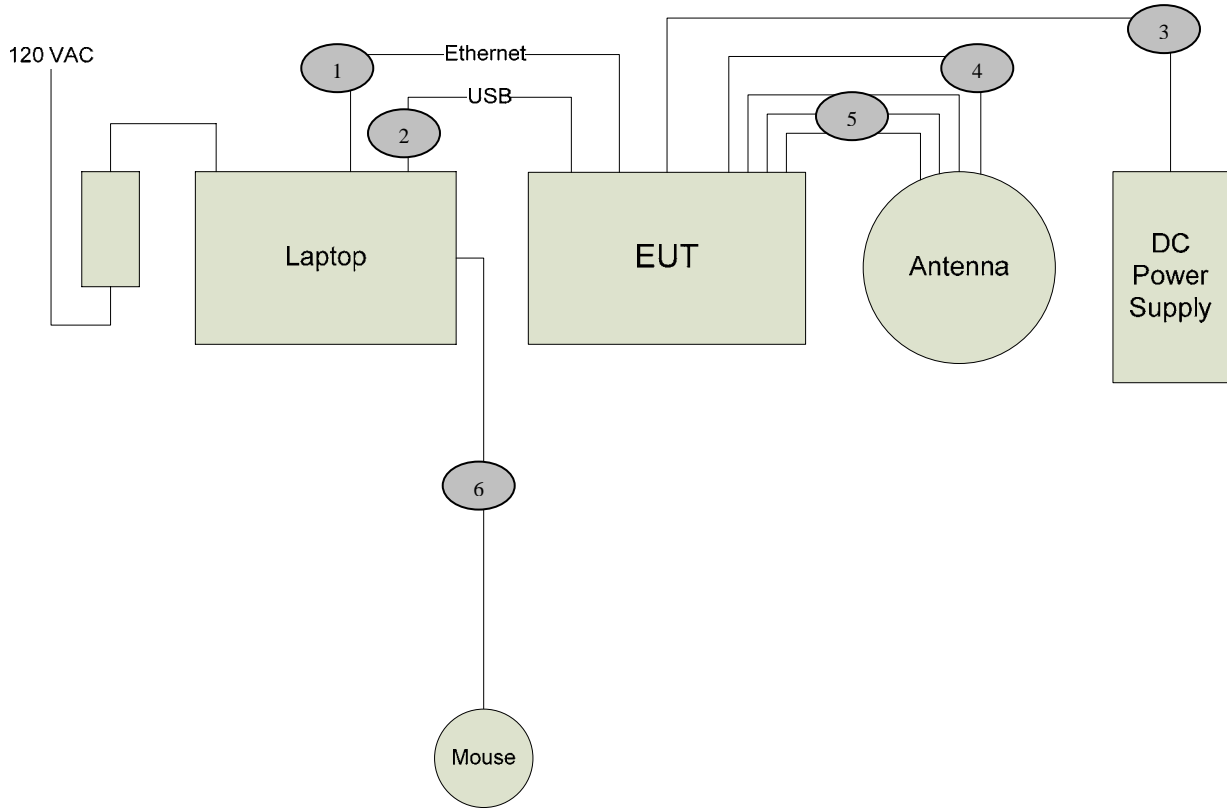 120 VAC
1
Ethernet
3
4
USB
2
5
Laptop
EUT
Antenna
DC
Power
Supply
6
Mouse